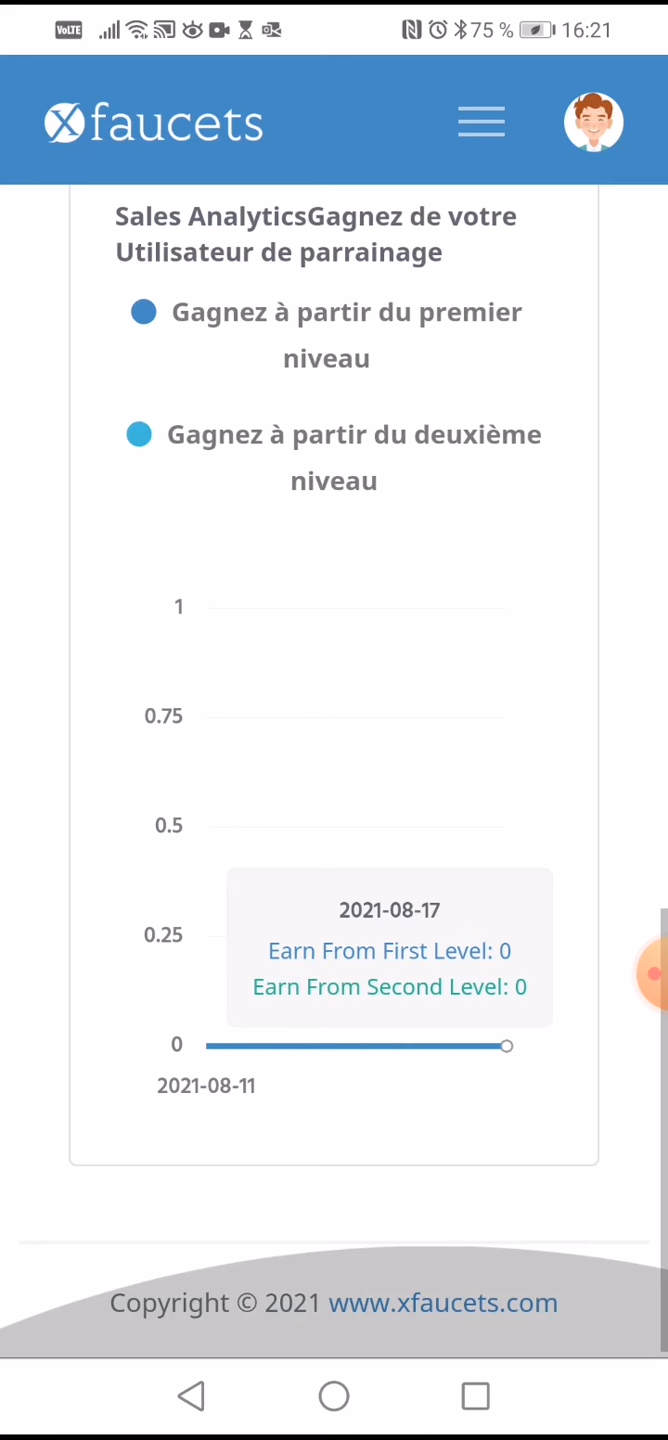 VoLTE 75 % 16:21
Xfaucets
Sales AnalyticsGagnez de votre
Utilisateur de parrainage
Gagnez à partir du premier
niveau
Gagnez à partir du deuxième
niveau
1
0.75
0.5
0.25
2021-08-17
Earn From First Level: 0
Earn From Second Level: 0
0
2021-08-11
Copyright © 2021 www.xfaucets.com